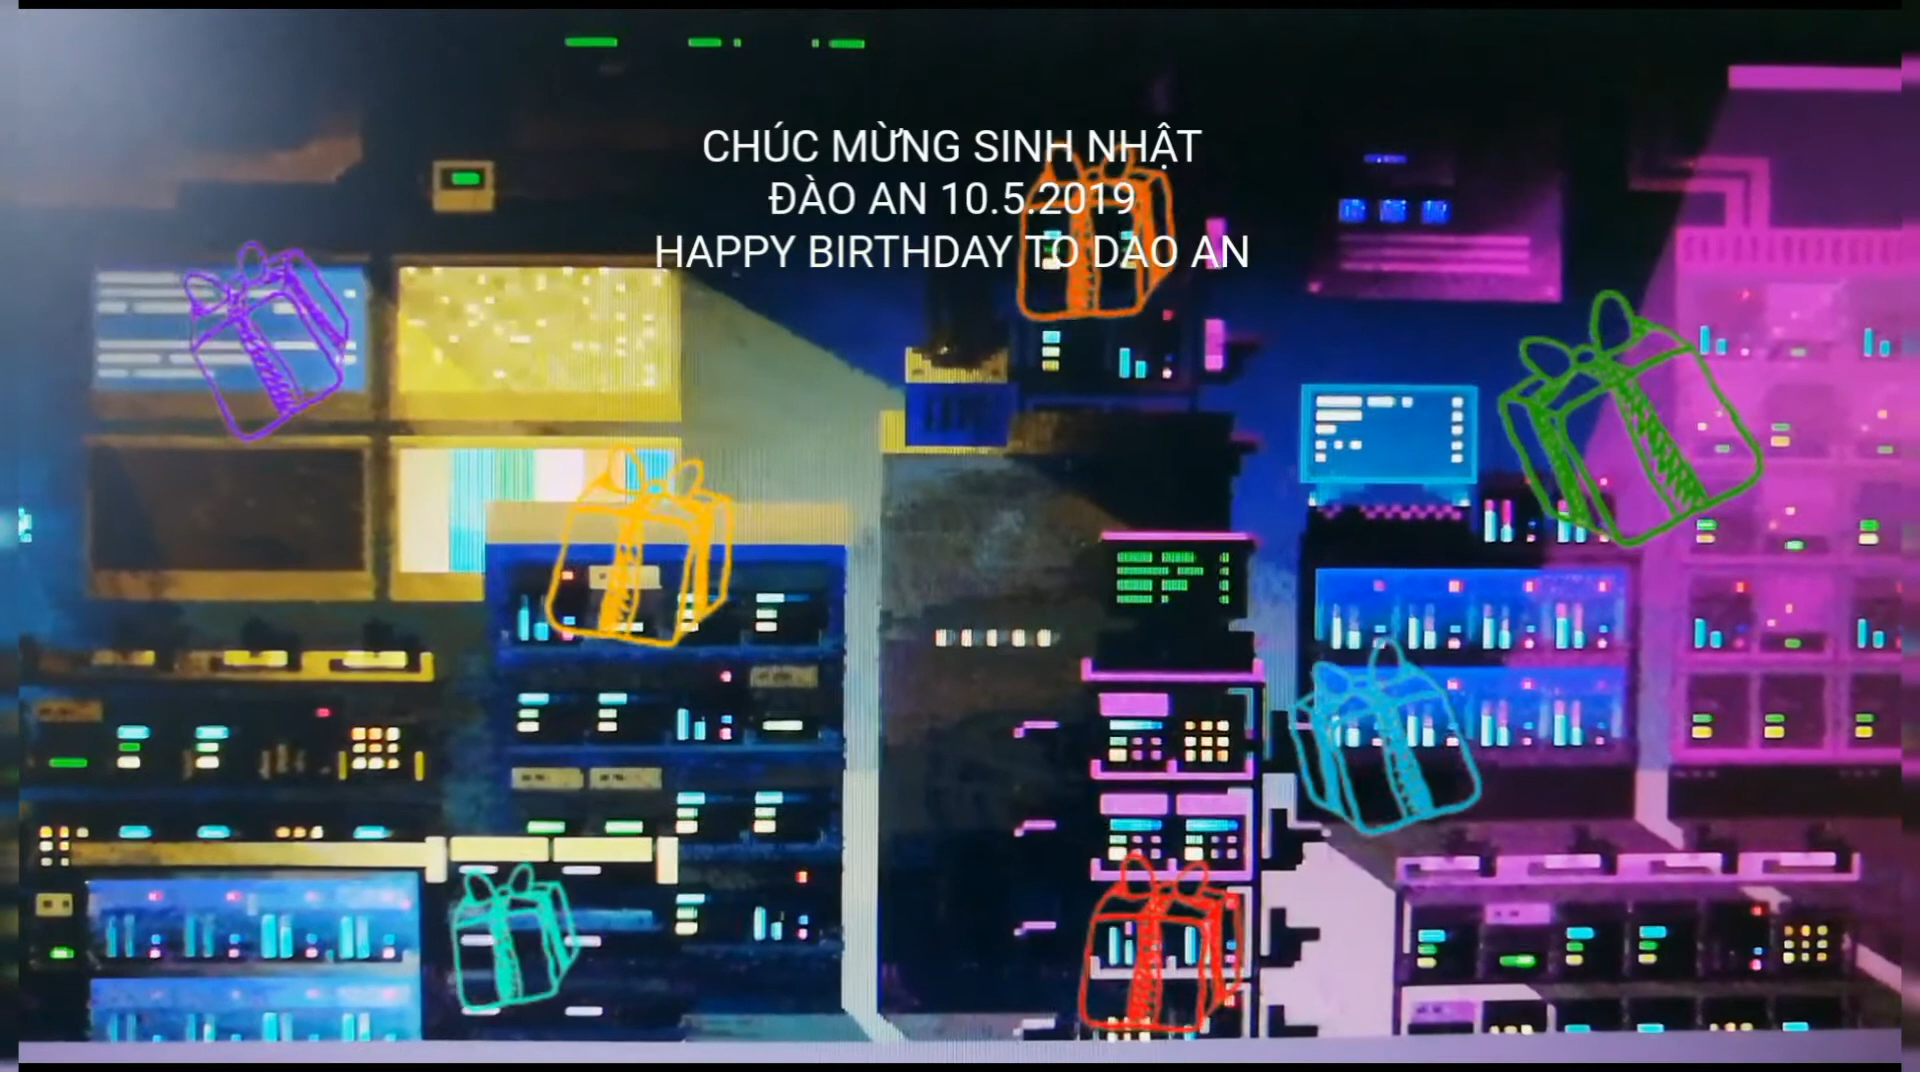 CHÚC MỪNG SINH NHẬT
ĐÀO AN 10.5.2019
HAPPY BIRTHDAY TO DAO AN